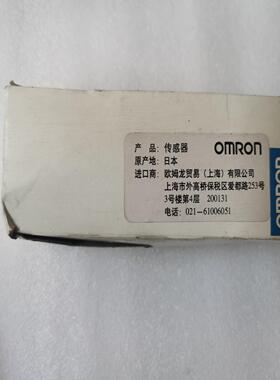 产 品: 传感器 OMRON
原产地: 日本
进口商: 欧姆龙贸易 (上海) 有限公司
上海市外高桥保税区爱都路253号
3号楼第4层 200131
电话: 021-61006051
OMRON